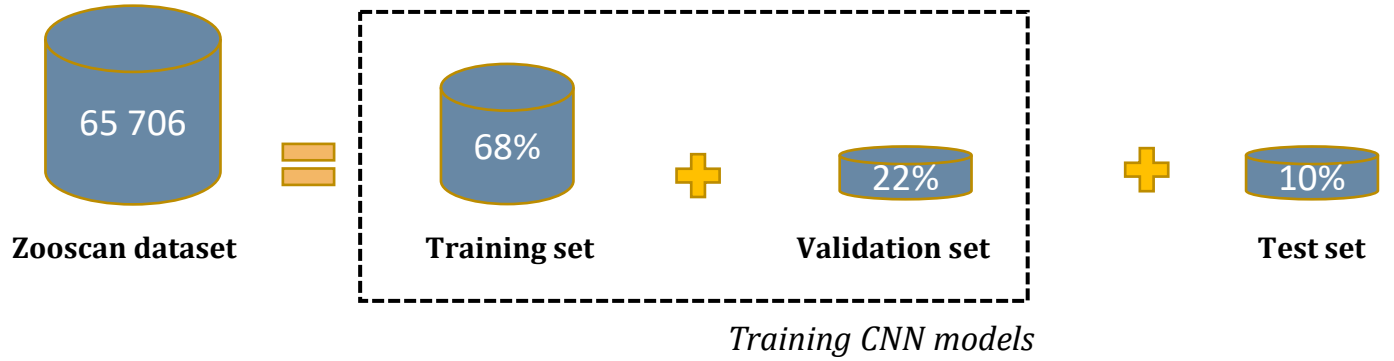 65 706
68%
22%
10%
Zooscan dataset
Training set
Validation set
Test set
Training CNN models